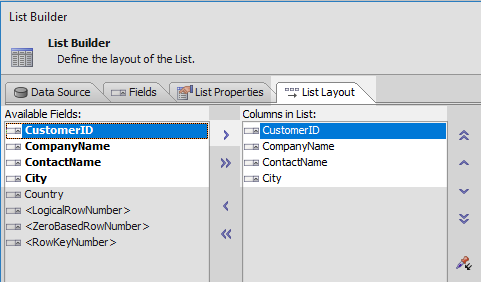 List Builder
List Builder
Define the layout of the List.
Data Source
Fields
List Properties
List Layout
Available Fields:
CustomerID
CompanyName
ContactName
City
Country
<LogicalRowNumber>
<ZeroBasedRowNumber>
<RowKeyNumber>
Columns in List:
CustomerID
CompanyName
ContactName
City